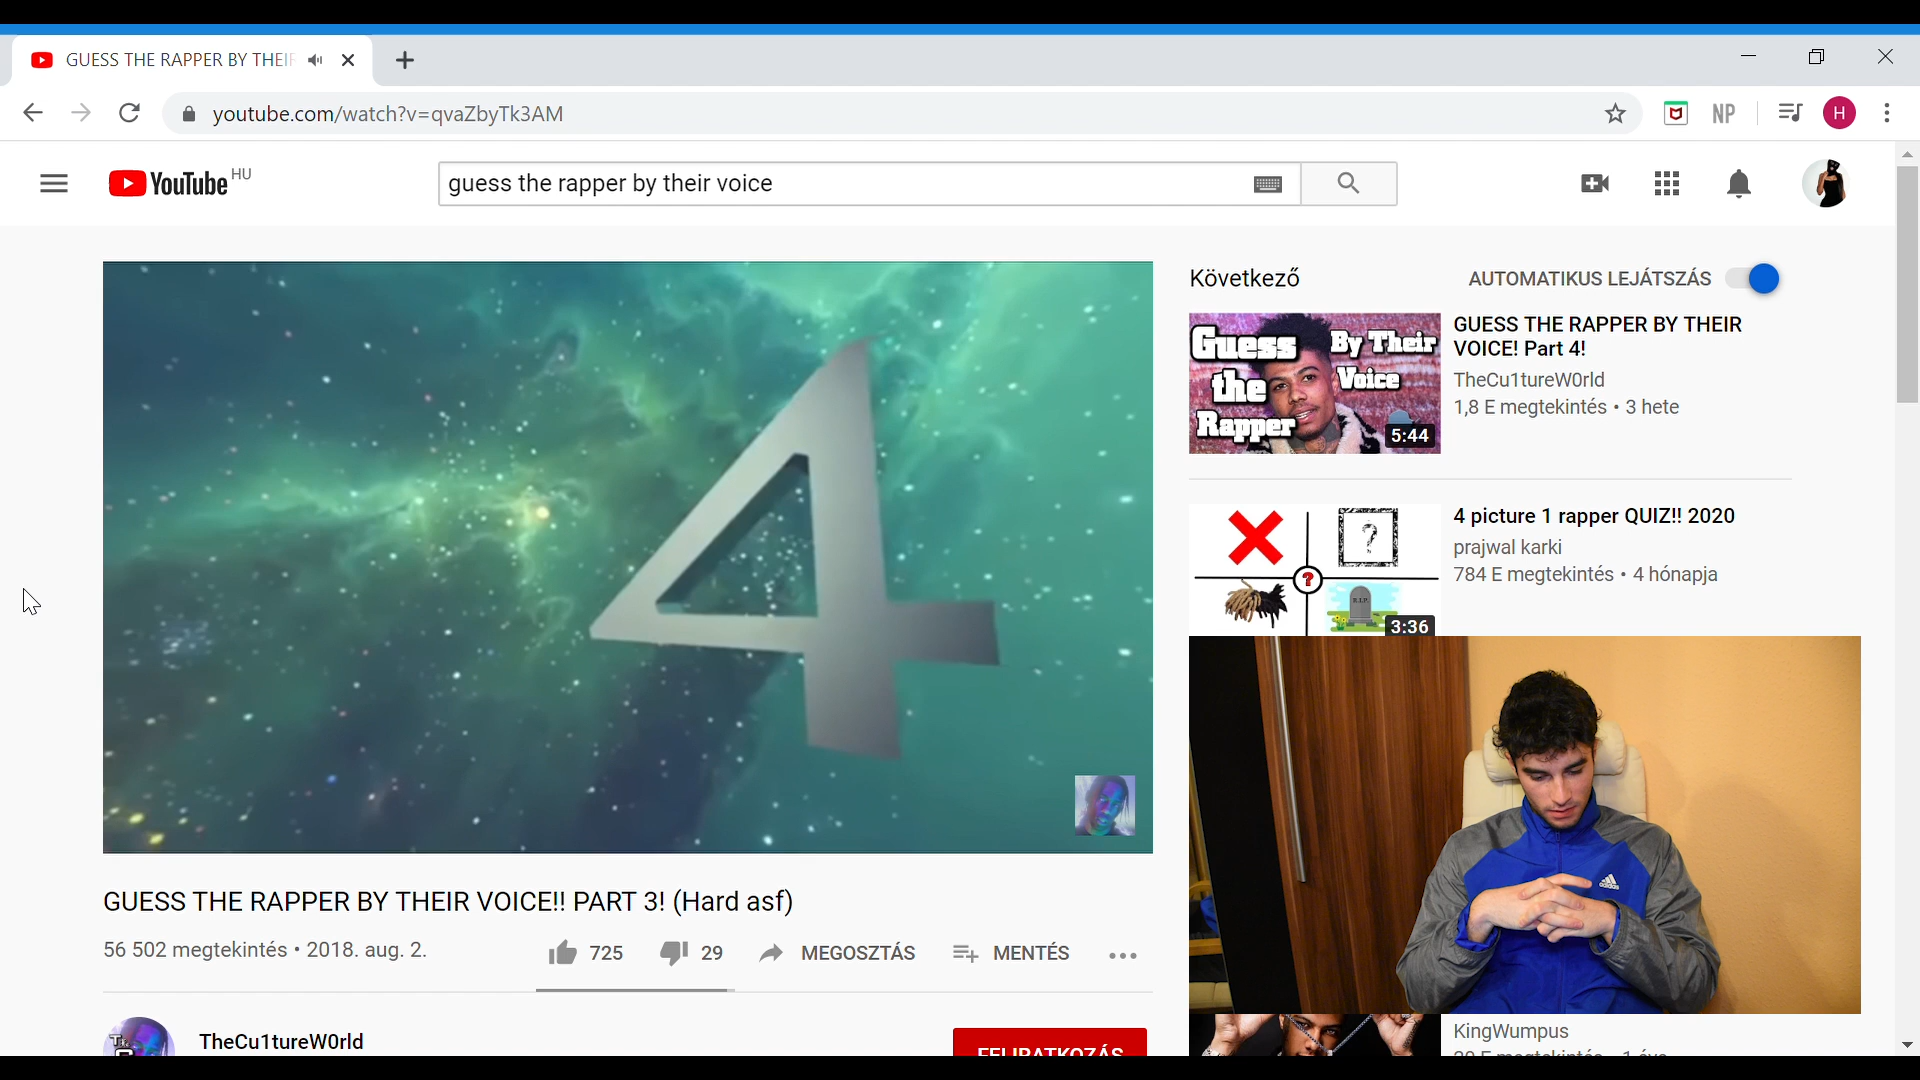 GUESS THE RAPPER BY THEIR
youtube.com/watch?v=qvaZbyTk3AM
NP
H
YouTube HU
guess the rapper by their voice
4
Következő
AUTOMATIKUS LEJÁTSZÁS
Guess By Their
the Voice
Rapper
5:44
GUESS THE RAPPER BY THEIR
VOICE! Part 4!
TheCu1tureW0rld
1,8 E megtekintés • 3 hete
?
?
R.I.P.
3:36
4 picture 1 rapper QUIZ!! 2020
prajwal karki
784 E megtekintés • 4 hónapja
adidas
GUESS THE RAPPER BY THEIR VOICE!! PART 3! (Hard asf)
56 502 megtekintés • 2018. aug. 2.
725
29
MEGOSZTÁS
MENTÉS
TheCu1tureW0rld
FELIRATKOZÁS
KingWumpus